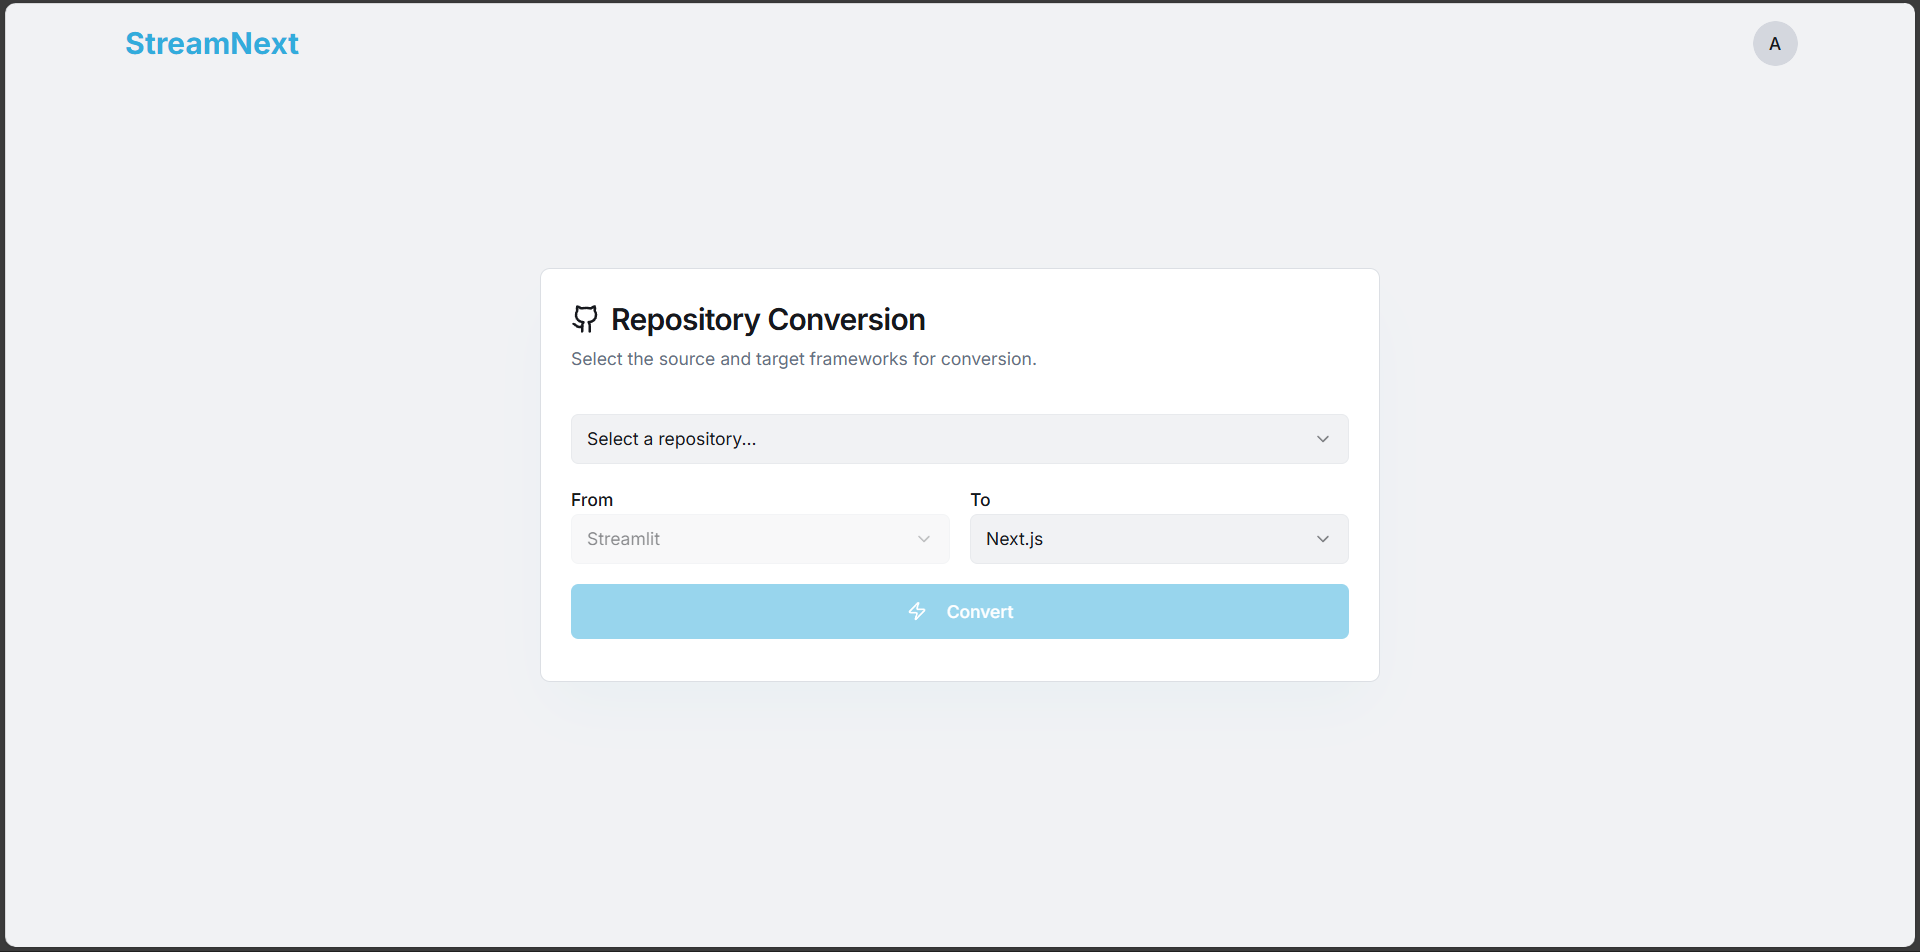 StreamNext
A
Repository Conversion
Select the source and target frameworks for conversion.
Select a repository...
From
To
Streamlit
Next.js
Convert